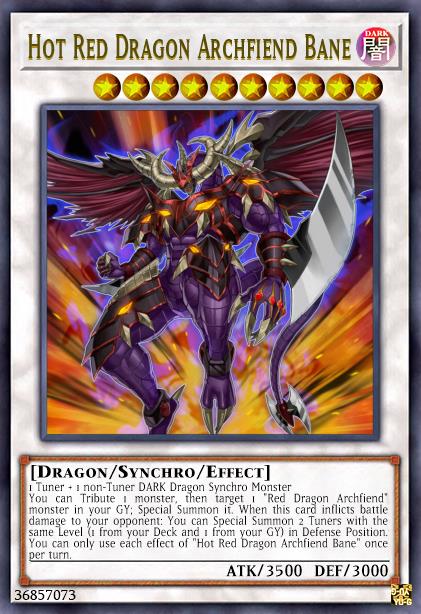 HOT RED DRAGON ARCHFIEND BANE
DARK
闇
[DRAGON/SYNCHRO/EFFECT]
1 Tuner + 1 non-Tuner DARK Dragon Synchro Monster
You can Tribute 1 monster, then target 1 "Red Dragon Archfiend"
monster in your GY; Special Summon it. When this card inflicts battle
damage to your opponent: You can Special Summon 2 Tuners with the
same Level (1 from your Deck and 1 from your GY) in Defense Position.
You can only use each effect of "Hot Red Dragon Archfiend Bane" once
per turn.
ATK/3500 DEF/3000
36857073